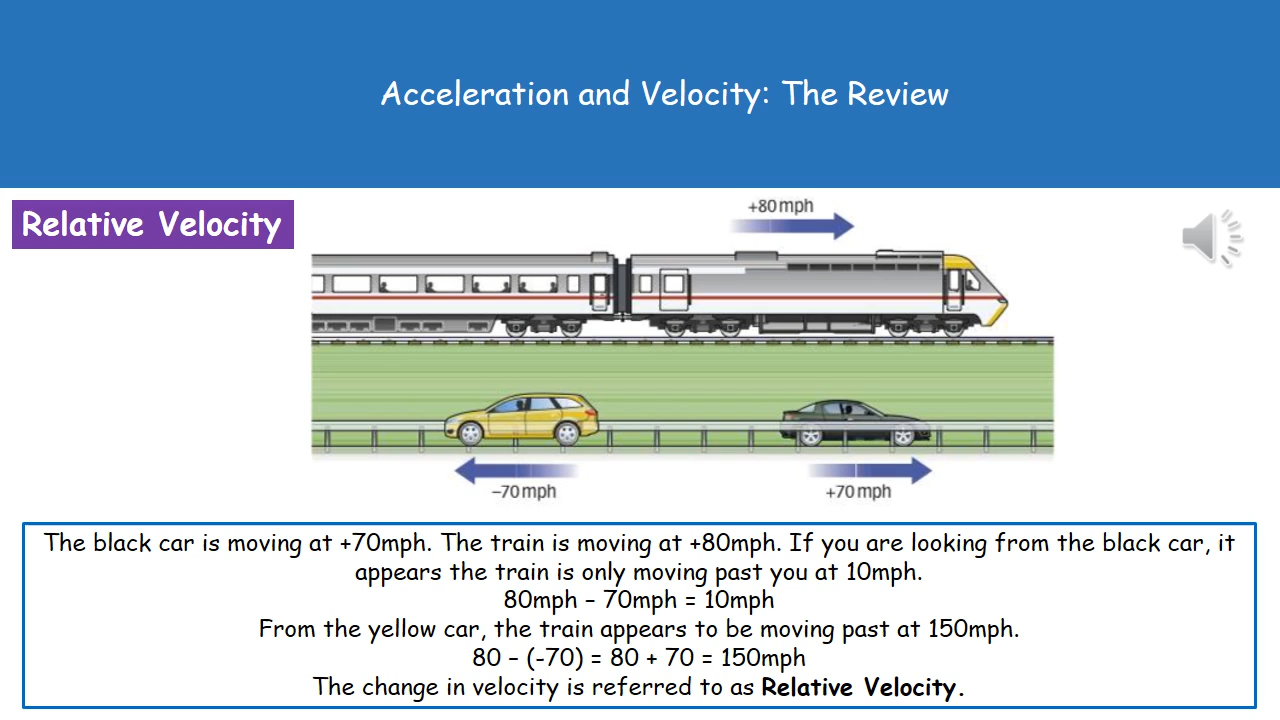 Acceleration and Velocity: The Review
Relative Velocity
+80 mph
–70 mph
+70 mph
The black car is moving at +70mph. The train is moving at +80mph. If you are looking from the black car, it
appears the train is only moving past you at 10mph.
80mph – 70mph = 10mph
From the yellow car, the train appears to be moving past at 150mph.
80 – (-70) = 80 + 70 = 150mph
The change in velocity is referred to as Relative Velocity.